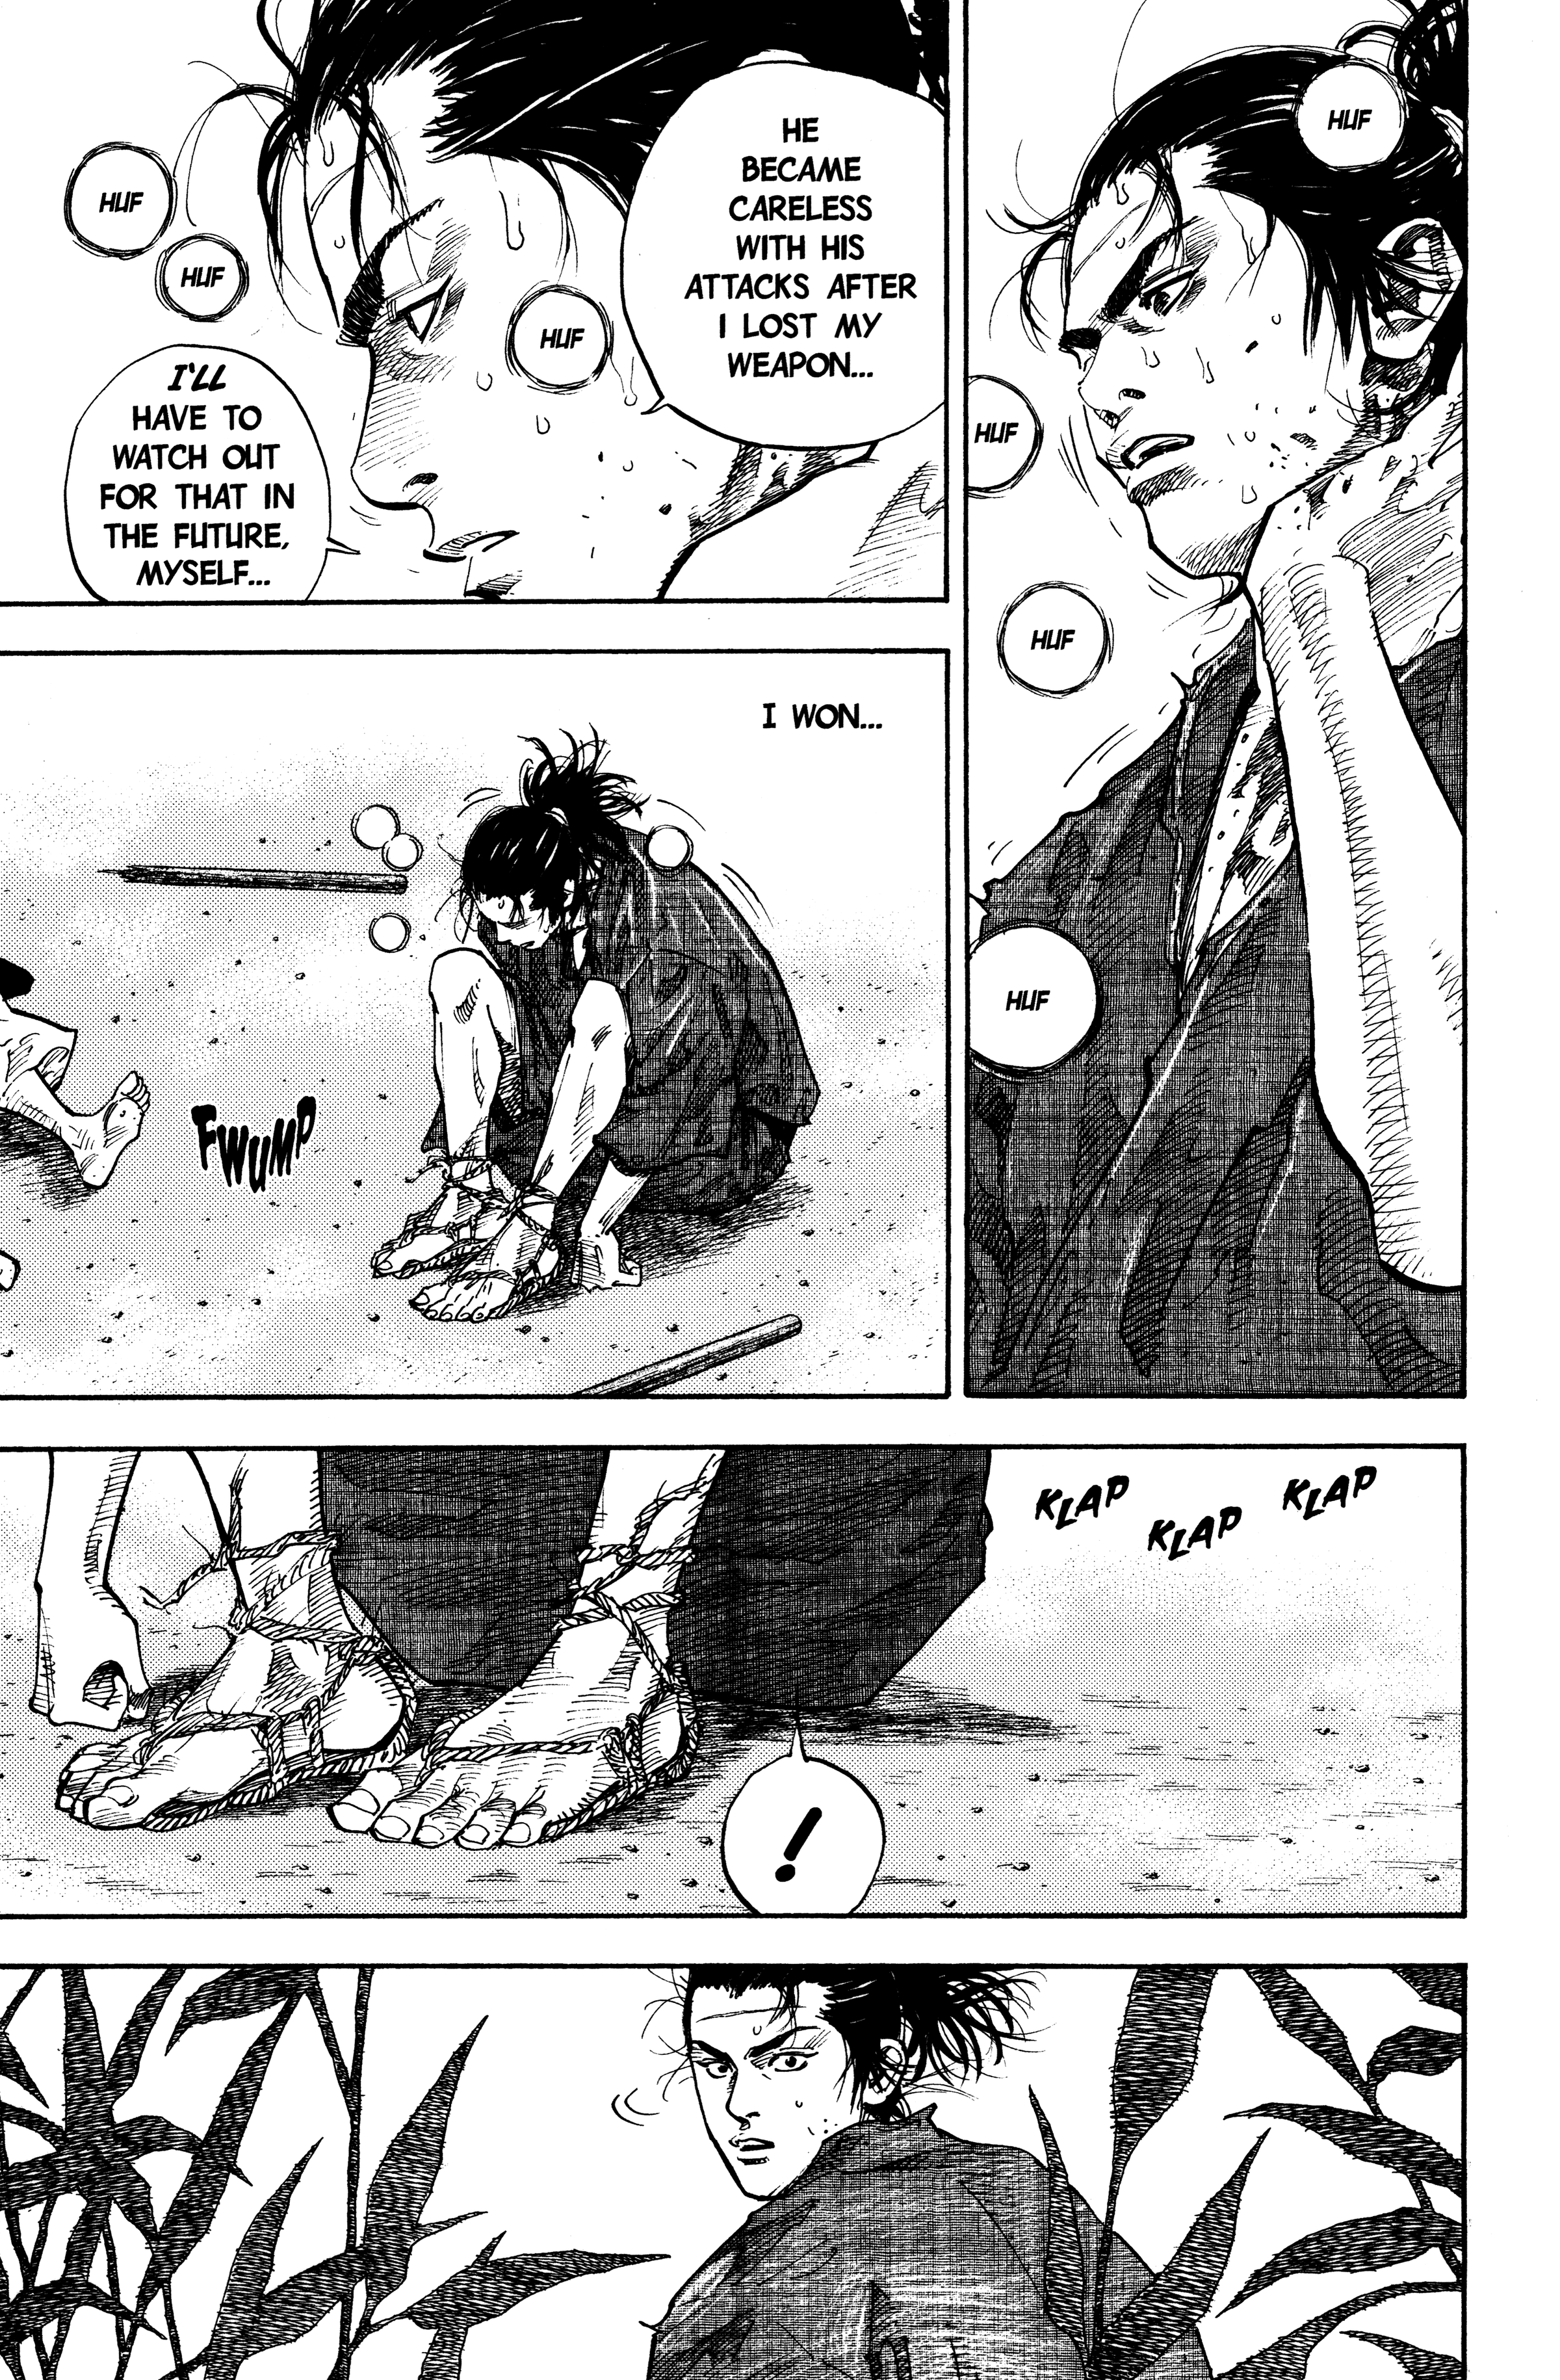 HUF
HUF
HUF
HUF
HE
BECAME
CARELESS
WITH HIS
ATTACKS AFTER
I LOST MY
WEAPON...
HUF
HUF
HUF
I'LL
HAVE TO
WATCH OUT
FOR THAT IN
THE FUTURE,
MYSELF...
I WON...
FWUMP
KLAP
KLAP
KLAP
!